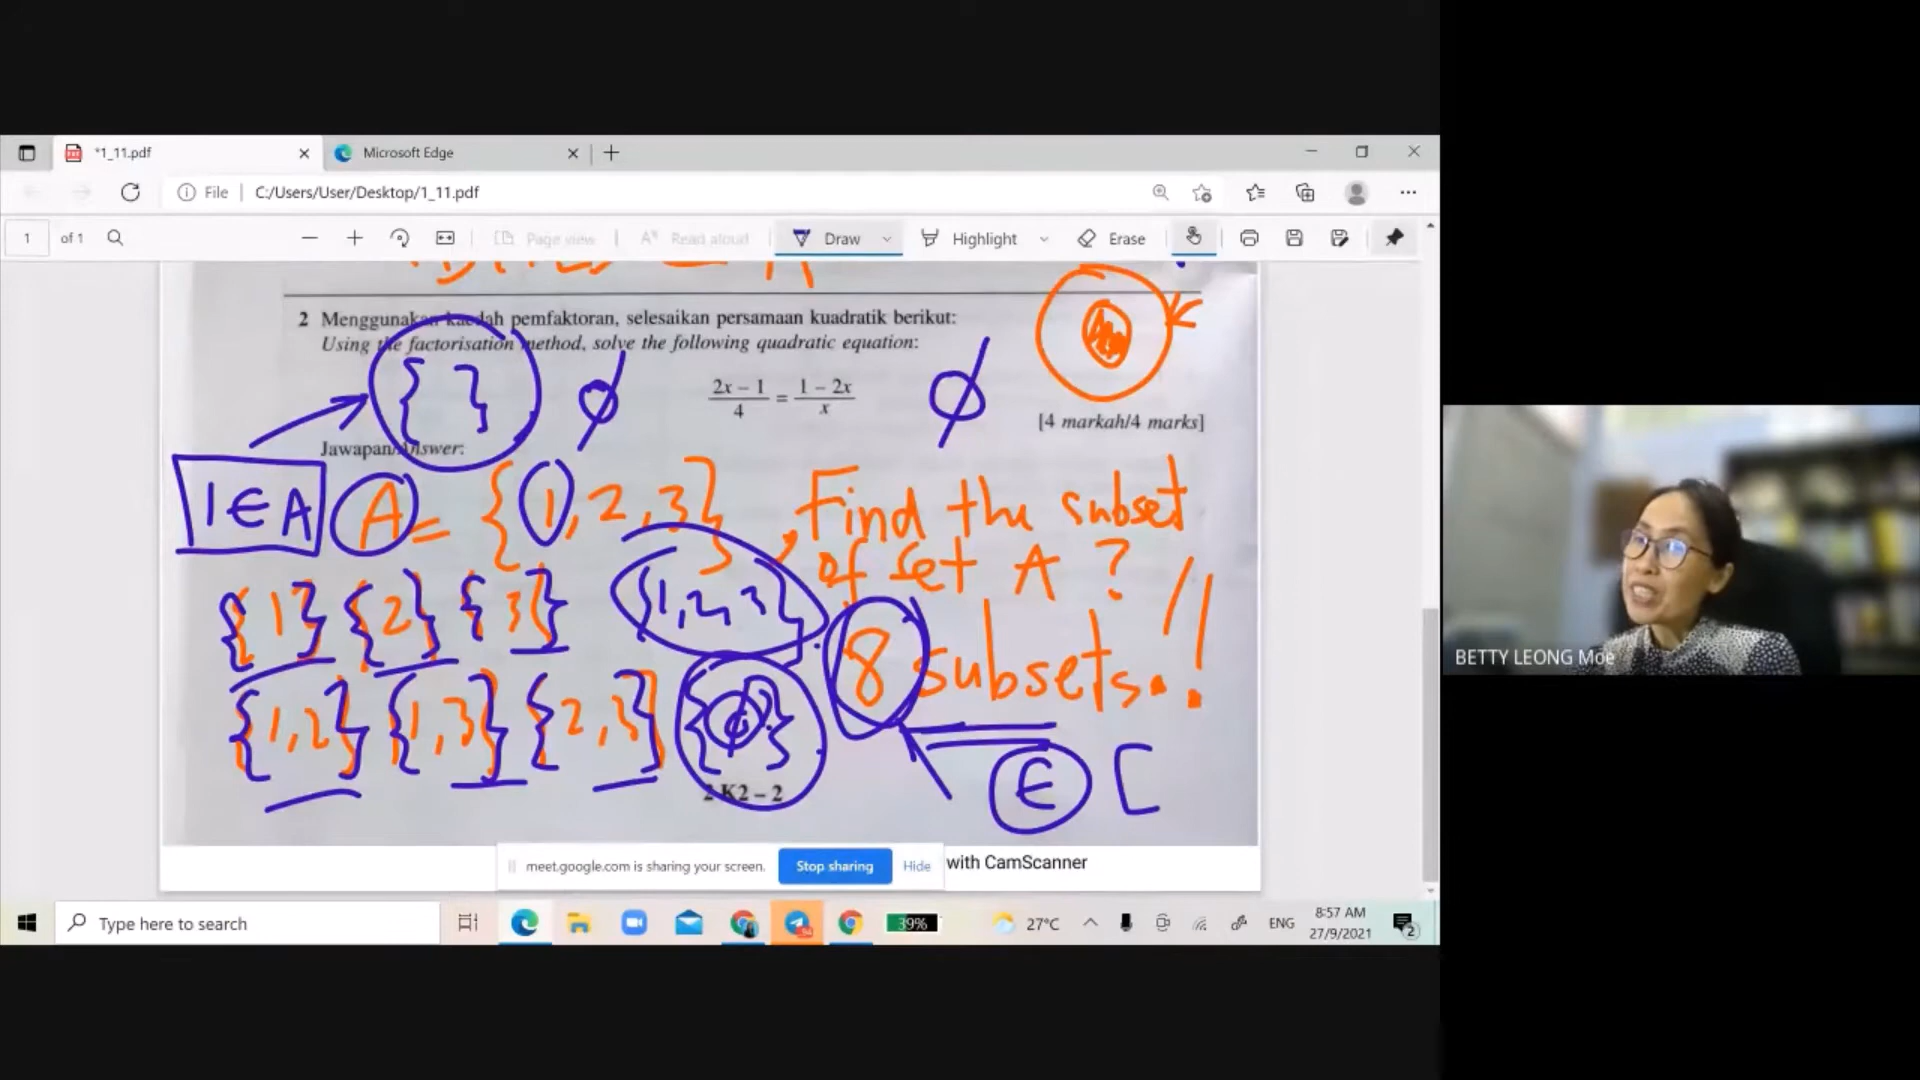 *1_11.pdf
Microsoft Edge
File C:/Users/User/Desktop/1_11.pdf
1 of 1
Page view
Read aloud
Draw
Highlight
Erase
2 Menggunakan kaedah pemfaktoran, selesaikan persamaan kuadratik berikut:
Using the factorisation method, solve the following quadratic equation:
{ } ϕ
2x – 1 / 4 = 1 – 2x / x
ϕ
[4 markah/4 marks]
Jawapan/Answer:
1 ∈ A
A = {1, 2, 3}, Find the subset
of set A ?
{1} {2} {3} {1, 2, 3}
8 subsets.
{1,2} {1,3} {2,3} {ϕ}
∈ [
2 K2 – 2
meet.google.com is sharing your screen.
Stop sharing
Hide
with CamScanner
BETTY LEONG Moe
Type here to search
39%
27°C
ENG
8:57 AM
27/9/2021
2